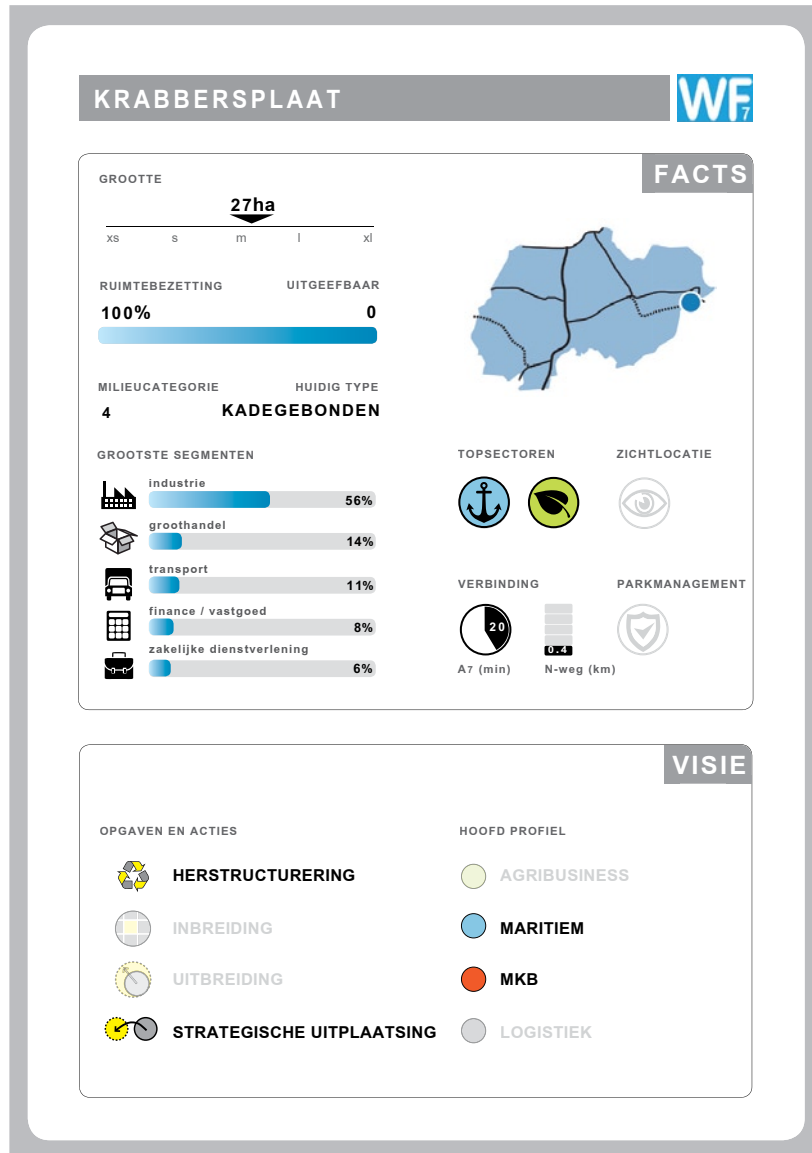 KRABBERSPLAAT
WF7
FACTS
GROOTTE
27ha
xs s m l xl
RUIMTEBEZETTING UITGEEFBAAR
100% 0
MILIEUCATEGORIE HUIDIG TYPE
4 KADEGEBONDEN
GROOTSTE SEGMENTEN
industrie
56%
groothandel
14%
transport
11%
finance / vastgoed
8%
zakelijke dienstverlening
6%
TOPSECTOREN ZICHTLOCATIE
VERBINDING PARKMANAGEMENT
20 0.4
A7 (min) N-weg (km)
VISIE
OPGAVEN EN ACTIES
HERSTRUCTURERING
INBREIDING
UITBREIDING
STRATEGISCHE UITPLAATSING
HOOFD PROFIEL
AGRIBUSINESS
MARITIEM
MKB
LOGISTIEK